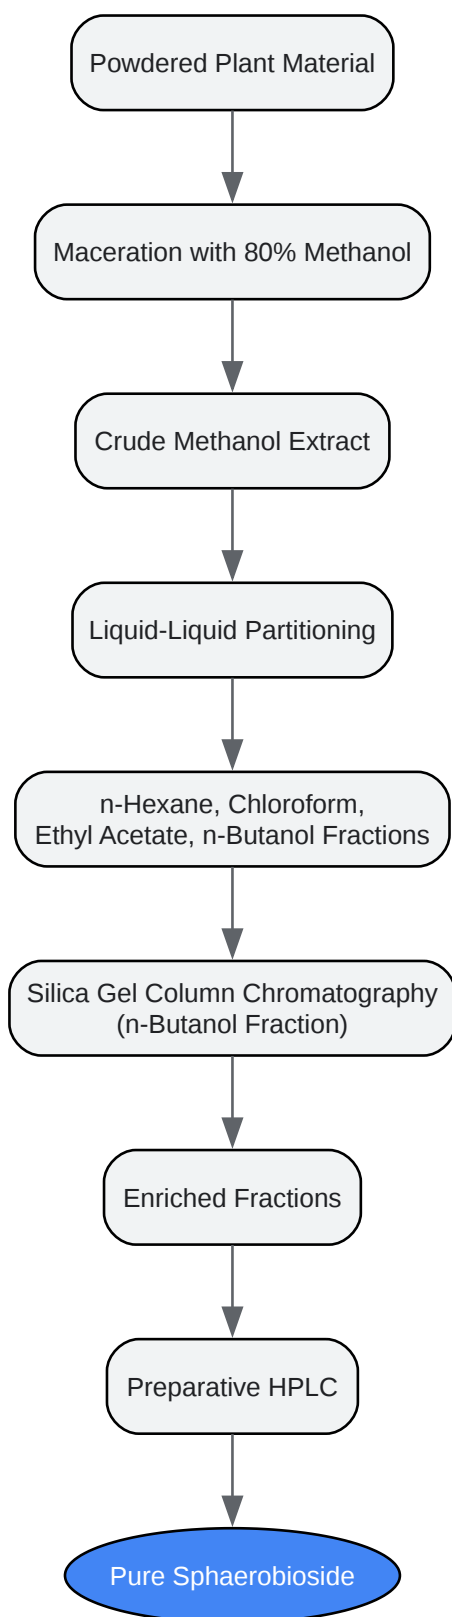 Powdered Plant Material
Maceration with 80% Methanol
Crude Methanol Extract
Liquid-Liquid Partitioning
n-Hexane, Chloroform,
Ethyl Acetate, n-Butanol Fractions
Silica Gel Column Chromatography
(n-Butanol Fraction)
Enriched Fractions
Preparative HPLC
Pure Sphaerobioside